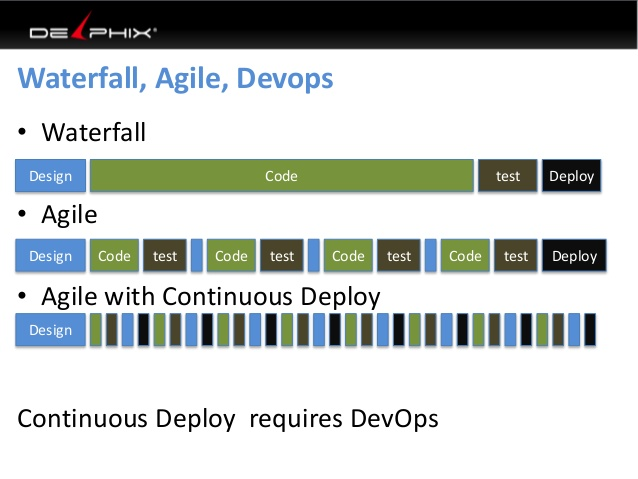 DELPHIX
Waterfall, Agile, Devops
• Waterfall
Design Code test Deploy
• Agile
Design Code test Code test Code test Code test Deploy
• Agile with Continuous Deploy
Design
Continuous Deploy requires DevOps